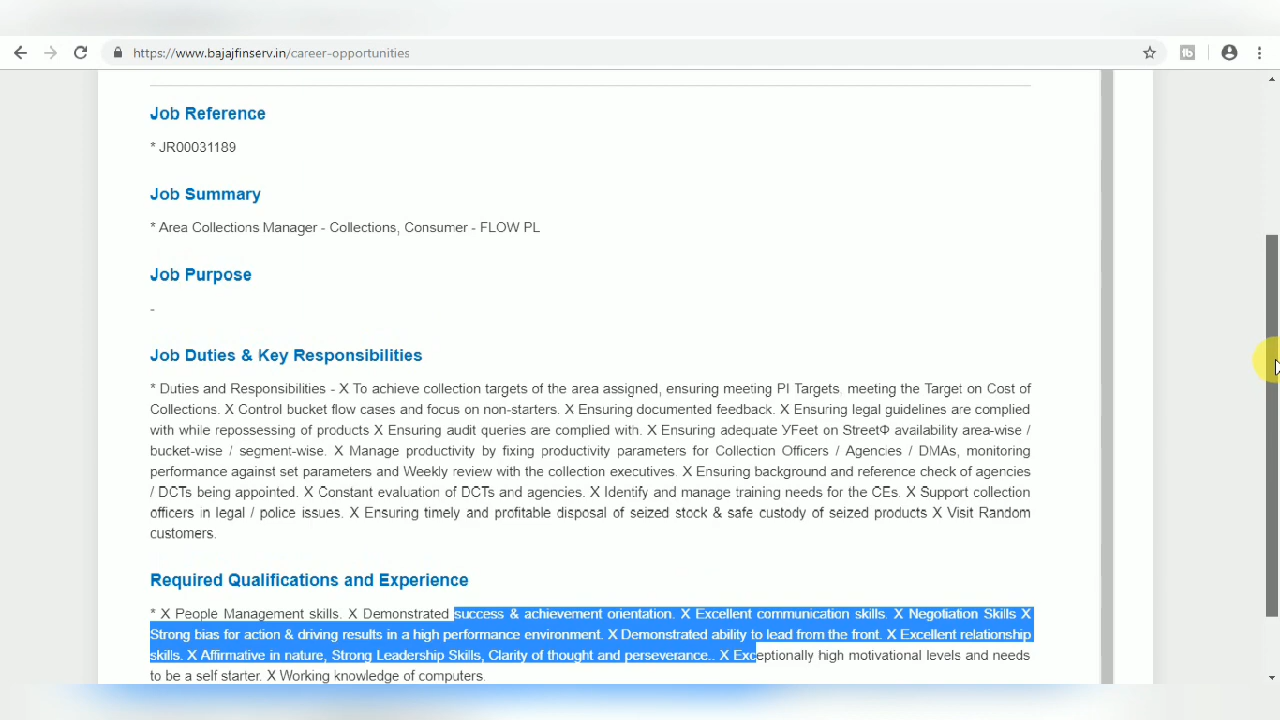 https://www.bajajfinserv.in/career-opportunities
Job Reference
* JR00031189
Job Summary
* Area Collections Manager - Collections, Consumer - FLOW PL
Job Purpose
-
Job Duties & Key Responsibilities
* Duties and Responsibilities - X To achieve collection targets of the area assigned, ensuring meeting PI Targets, meeting the Target on Cost of
Collections. X Control bucket flow cases and focus on non-starters. X Ensuring documented feedback. X Ensuring legal guidelines are complied
with while repossessing of products X Ensuring audit queries are complied with. X Ensuring adequate УFeet on StreetФ availability area-wise /
bucket-wise / segment-wise. X Manage productivity by fixing productivity parameters for Collection Officers / Agencies / DMAs, monitoring
performance against set parameters and Weekly review with the collection executives. X Ensuring background and reference check of agencies
/ DCTs being appointed. X Constant evaluation of DCTs and agencies. X Identify and manage training needs for the CEs. X Support collection
officers in legal / police issues. X Ensuring timely and profitable disposal of seized stock & safe custody of seized products X Visit Random
customers.
Required Qualifications and Experience
* X People Management skills. X Demonstrated success & achievement orientation. X Excellent communication skills. X Negotiation Skills X
Strong bias for action & driving results in a high performance environment. X Demonstrated ability to lead from the front. X Excellent relationship
skills. X Affirmative in nature, Strong Leadership Skills, Clarity of thought and perseverance.. X Exceptionally high motivational levels and needs
to be a self starter. X Working knowledge of computers.